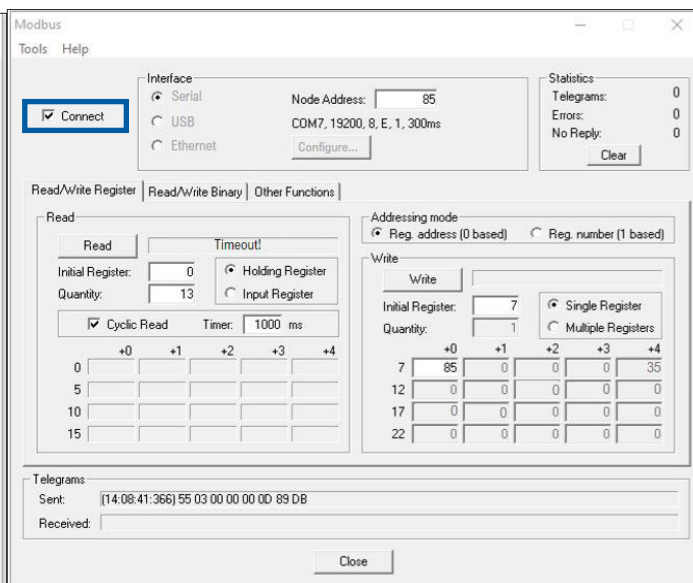 Modbus
Tools Help
Connect
Interface
Serial
USB
Ethernet
Node Address: 85
COM7, 19200, 8, E, 1, 300ms
Configure...
Statistics
Telegrams: 0
Errors: 0
No Reply: 0
Clear
Read/Write Register Read/Write Binary Other Functions
Read
Read Timeout!
Initial Register: 0
Quantity: 13
Holding Register
Input Register
Cyclic Read Timer: 1000 ms
+0 +1 +2 +3 +4
0
5
10
15
Addressing mode
Reg. address (0 based) Reg. number (1 based)
Write
Write
Initial Register: 7
Quantity: 1
Single Register
Multiple Registers
+0 +1 +2 +3 +4
7 85 0 0 0 35
12 0 0 0 0 0
17 0 0 0 0 0
22 0 0 0 0 0
Telegrams
Sent: (14:08:41:366) 55 03 00 00 00 0D 89 DB
Received:
Close